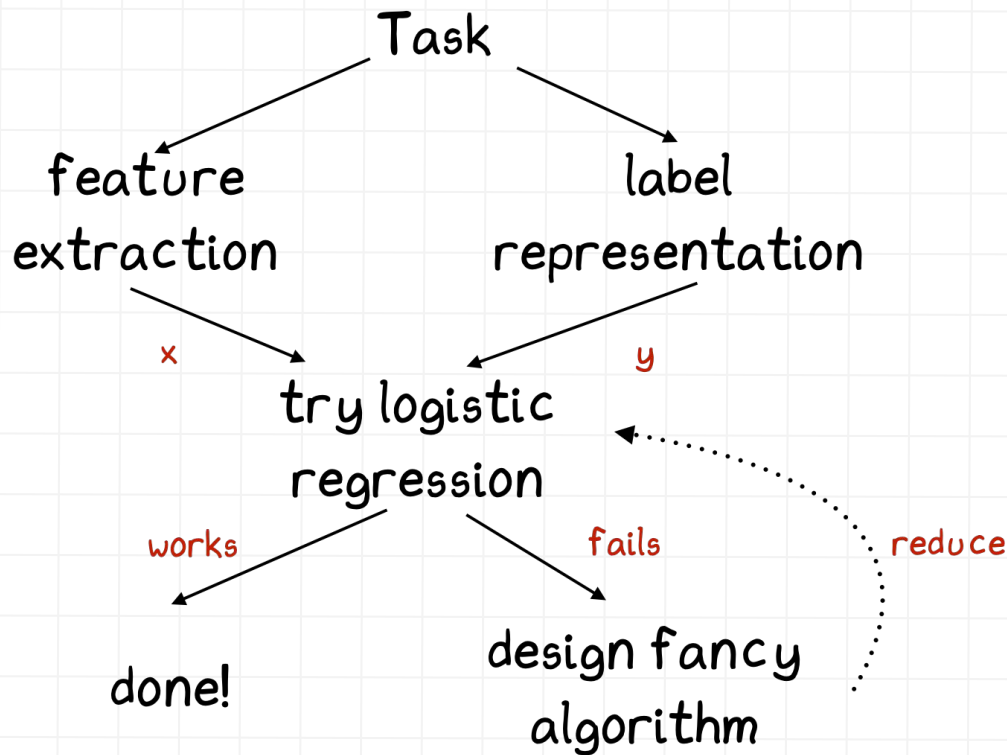 Task
feature
extraction
label
representation
x
y
try logistic
regression
works
fails
reduce
done!
design fancy
algorithm